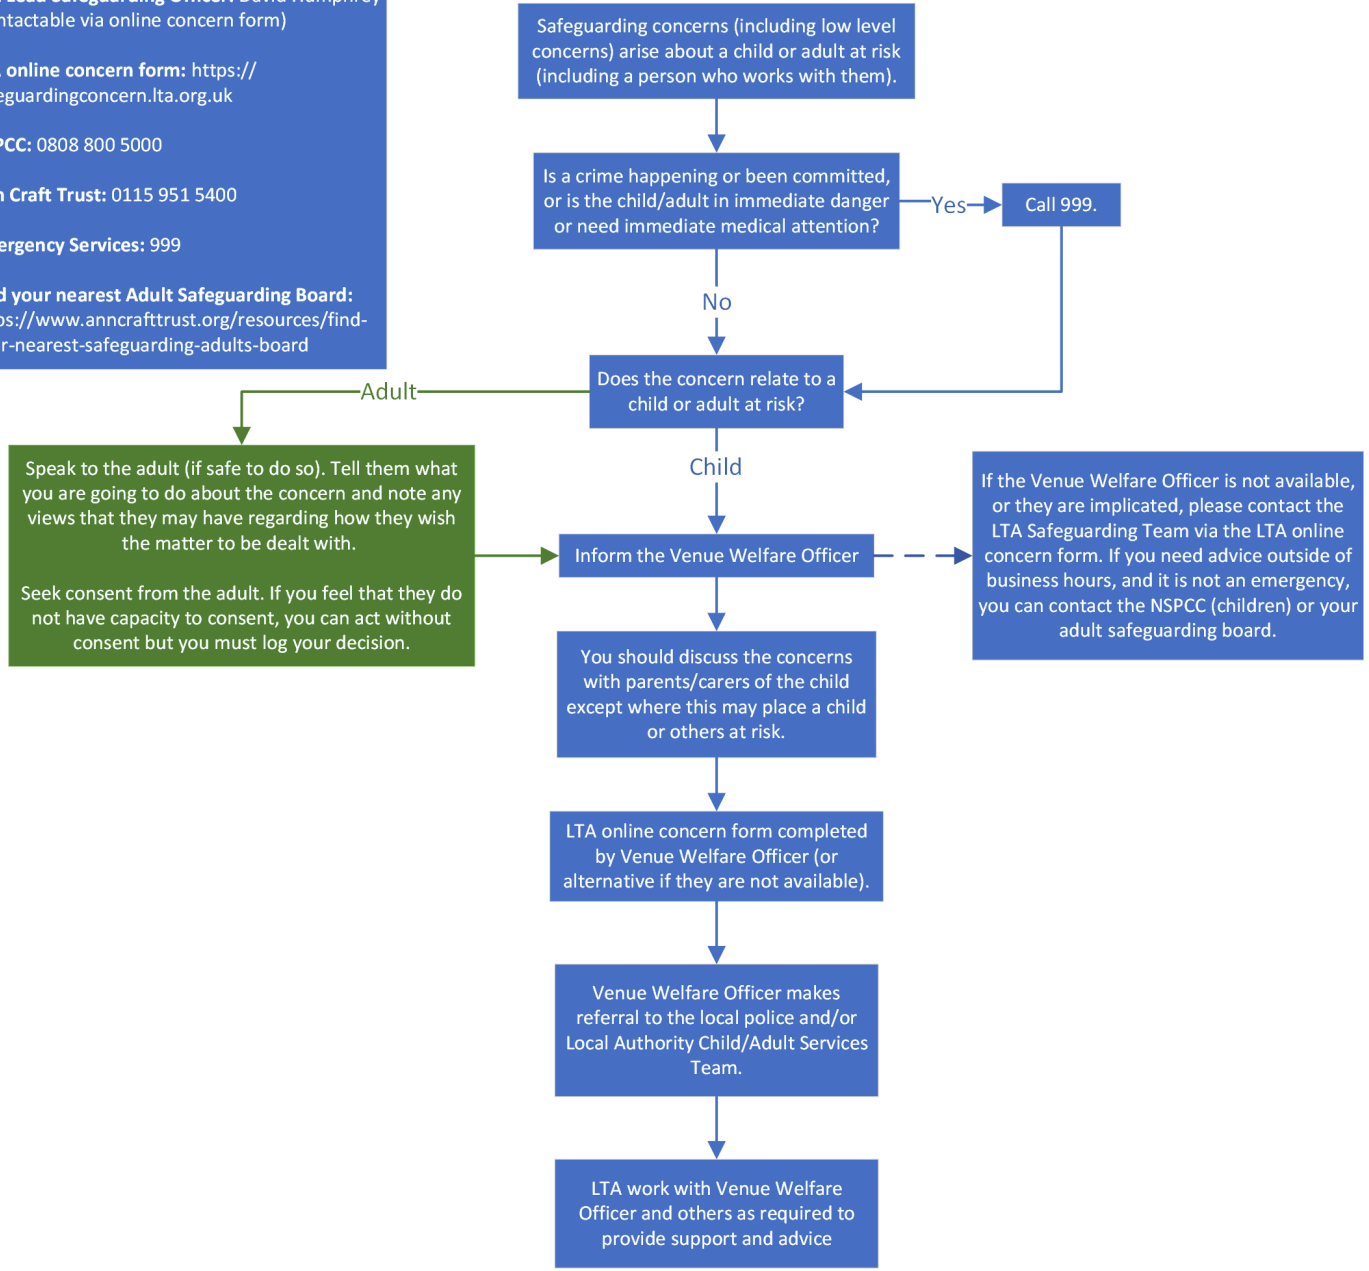 Lead Safeguarding Officer: David Humphrey
ntactable via online concern form)
online concern form: https://
eguardingconcern.lta.org.uk
PCC: 0808 800 5000
n Craft Trust: 0115 951 5400
ergency Services: 999
d your nearest Adult Safeguarding Board:
ps://www.anncrafttrust.org/resources/find-
r-nearest-safeguarding-adults-board
Safeguarding concerns (including low level
concerns) arise about a child or adult at risk
(including a person who works with them).
Is a crime happening or been committed,
or is the child/adult in immediate danger
or need immediate medical attention?
Yes
Call 999.
No
Does the concern relate to a
child or adult at risk?
Adult
Child
Speak to the adult (if safe to do so). Tell them what
you are going to do about the concern and note any
views that they may have regarding how they wish
the matter to be dealt with.
Seek consent from the adult. If you feel that they do
not have capacity to consent, you can act without
consent but you must log your decision.
Inform the Venue Welfare Officer
If the Venue Welfare Officer is not available,
or they are implicated, please contact the
LTA Safeguarding Team via the LTA online
concern form. If you need advice outside of
business hours, and it is not an emergency,
you can contact the NSPCC (children) or your
adult safeguarding board.
You should discuss the concerns
with parents/carers of the child
except where this may place a child
or others at risk.
LTA online concern form completed
by Venue Welfare Officer (or
alternative if they are not available).
Venue Welfare Officer makes
referral to the local police and/or
Local Authority Child/Adult Services
Team.
LTA work with Venue Welfare
Officer and others as required to
provide support and advice